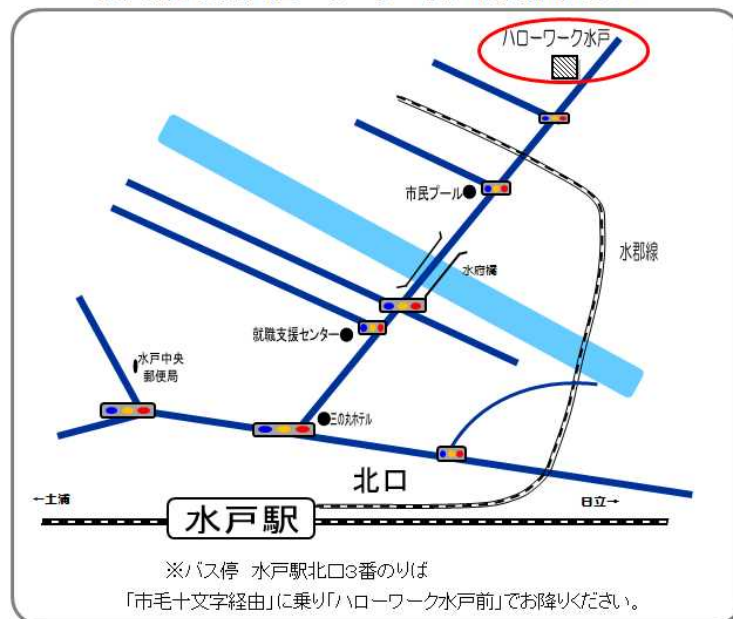 ハローワーク水戸
市民プール
水郡線
水府橋
就職支援センター
水戸中央
郵便局
三の丸ホテル
北口
←土浦
日立→
水戸駅
※バス停 水戸駅北口3番のりば
「市毛十文字経由」に乗り「ハローワーク水戸前」でお降りください。